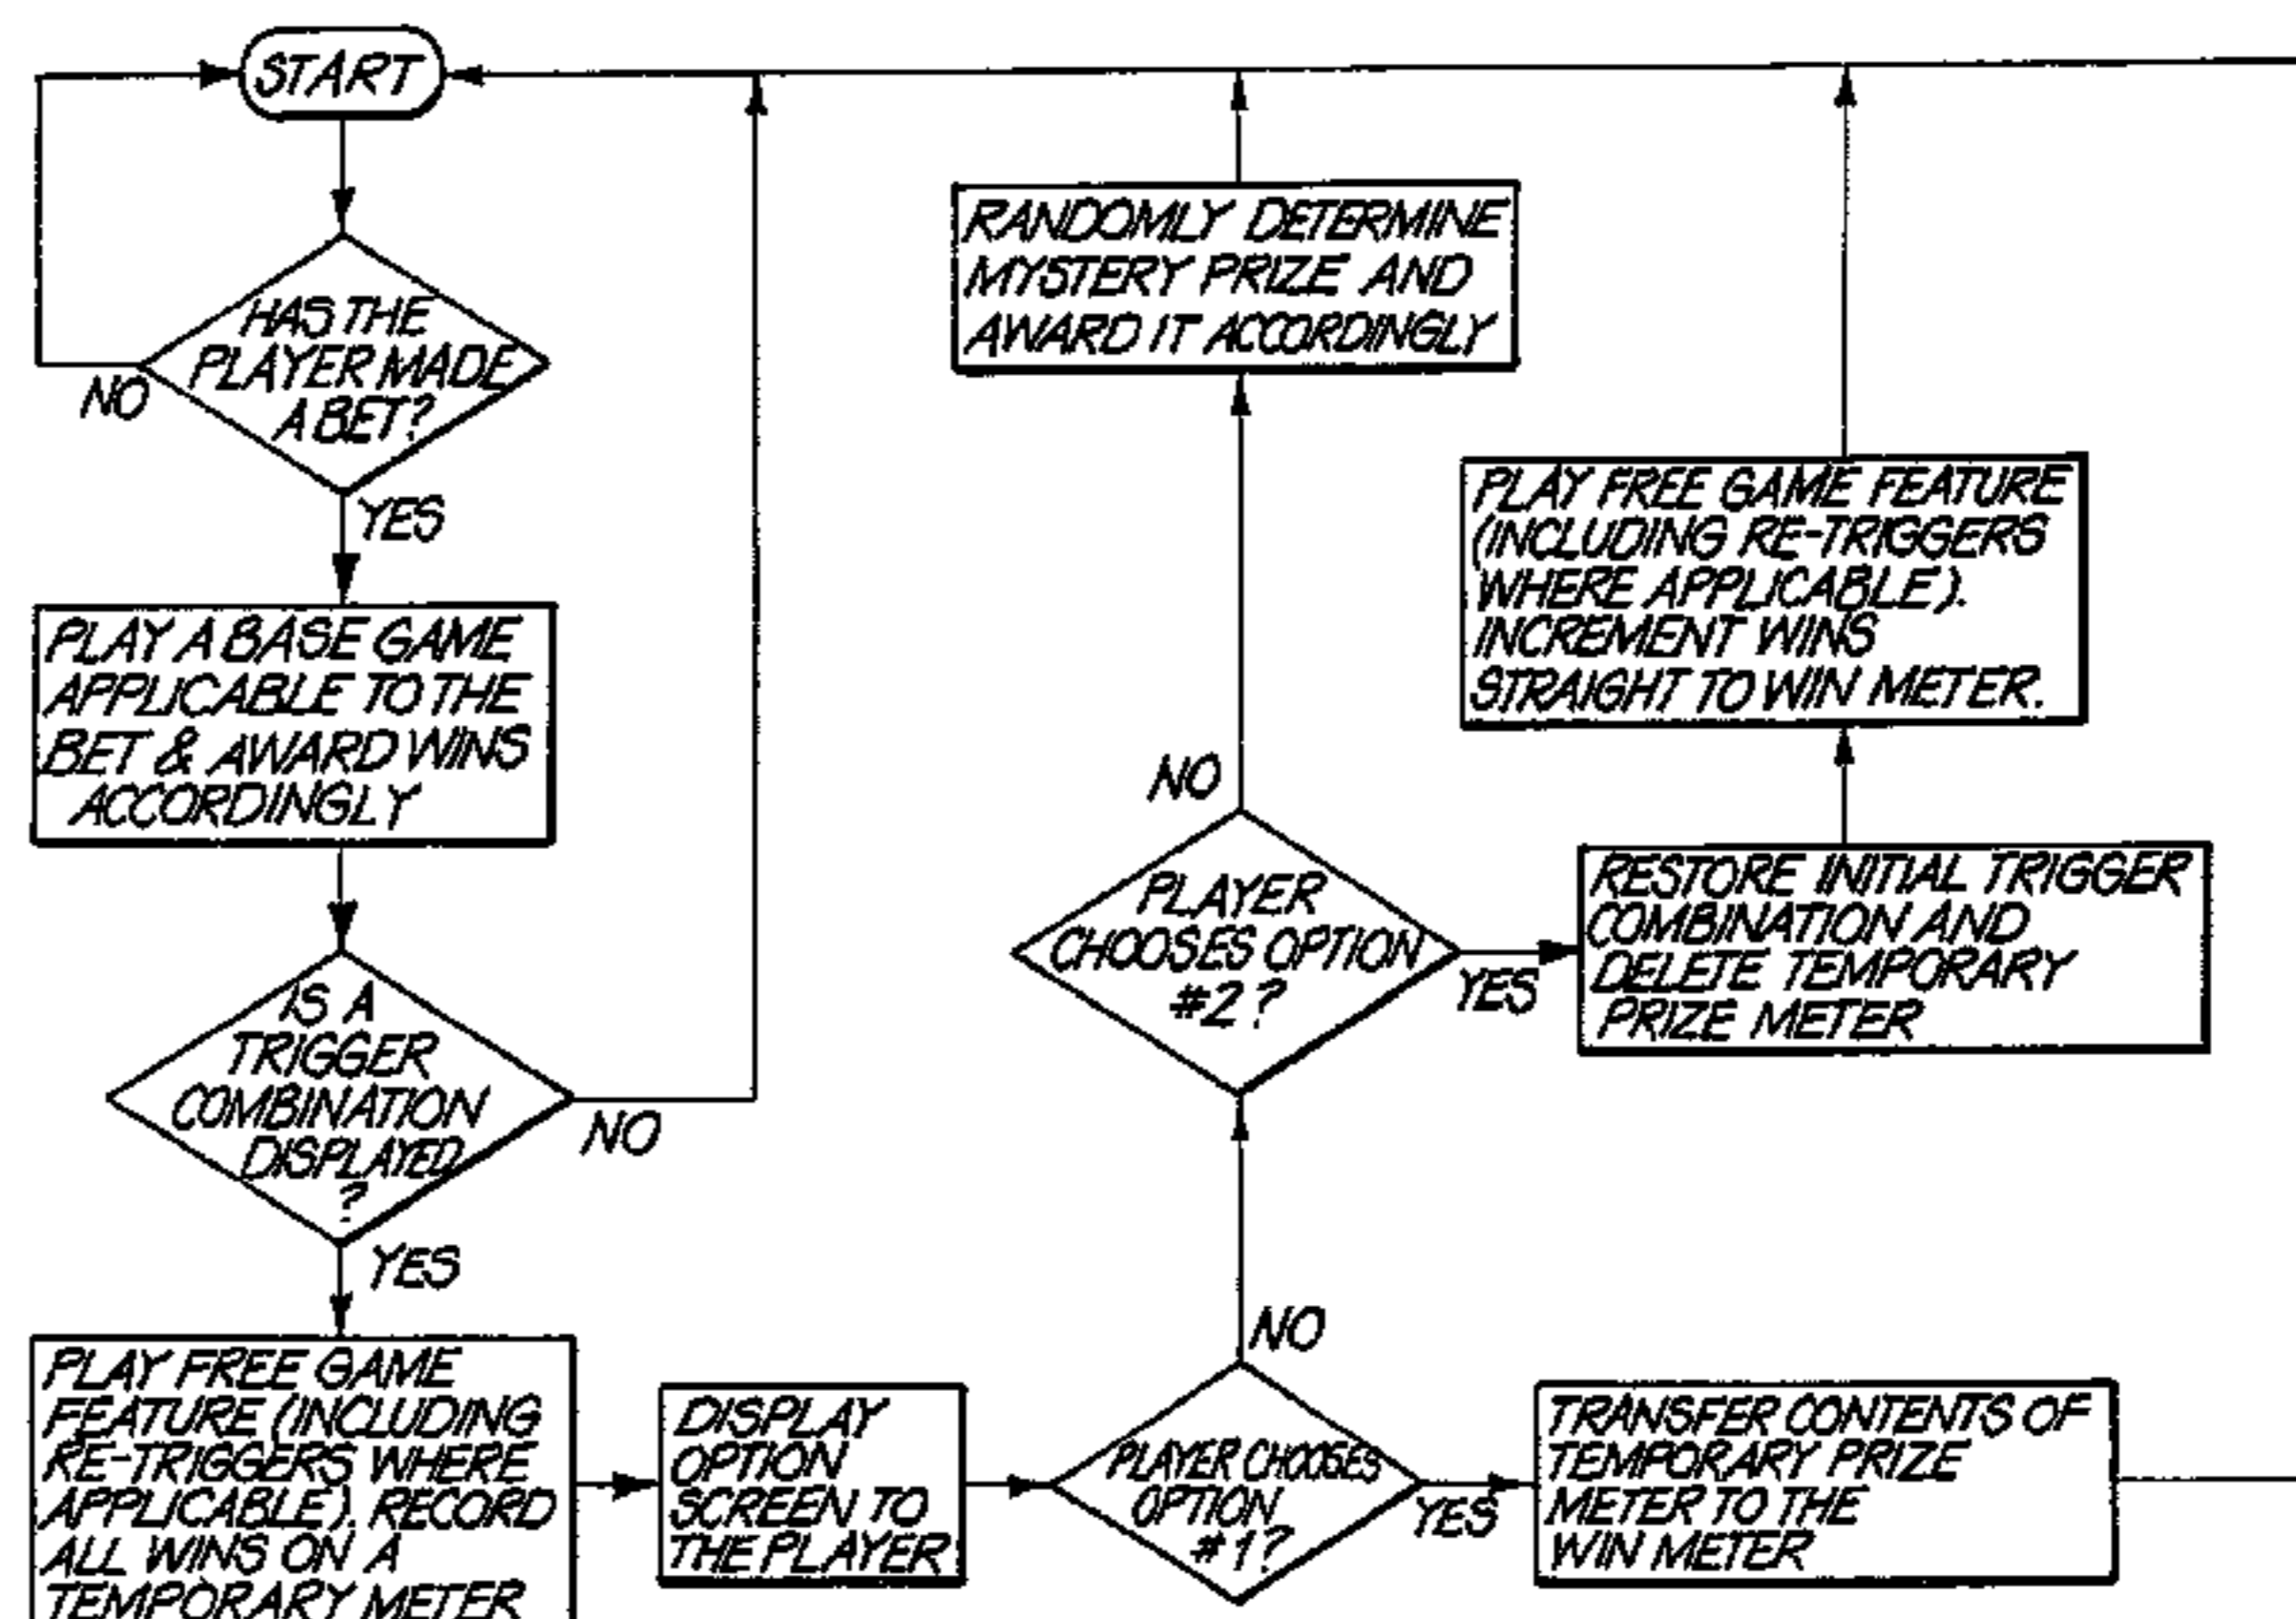 START
HAS THE
PLAYER MADE
A BET?
NO
YES
PLAY A BASE GAME
APPLICABLE TO THE
BET & AWARD WINS
ACCORDINGLY
IS A
TRIGGER
COMBINATION
DISPLAYED
?
NO
YES
PLAY FREE GAME
FEATURE (INCLUDING
RE-TRIGGERS WHERE
APPLICABLE). RECORD
ALL WINS ON A
TEMPORARY METER
DISPLAY
OPTION
SCREEN TO
THE PLAYER
PLAYER CHOOSES
OPTION
#1?
YES
TRANSFER CONTENTS OF
TEMPORARY PRIZE
METER TO THE
WIN METER
NO
PLAYER
CHOOSES OPTION
#2?
YES
RESTORE INITIAL TRIGGER
COMBINATION AND
DELETE TEMPORARY
PRIZE METER
PLAY FREE GAME FEATURE
(INCLUDING RE-TRIGGERS
WHERE APPLICABLE).
INCREMENT WINS
STRAIGHT TO WIN METER.
NO
RANDOMLY DETERMINE
MYSTERY PRIZE AND
AWARD IT ACCORDINGLY